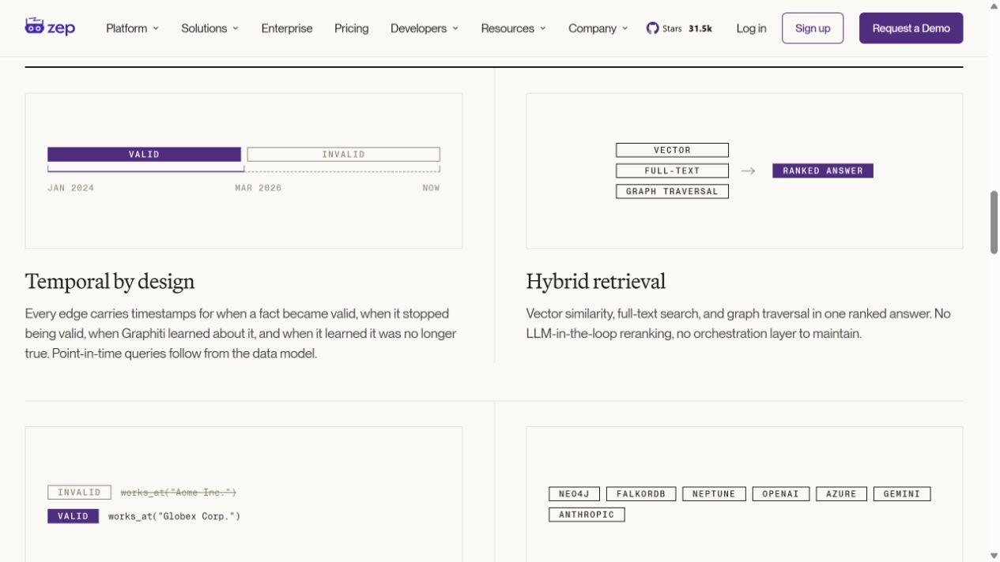 zep Platform Solutions Enterprise Pricing Developers Resources Company Stars 31.5k Log in Sign up Request a Demo
VALID INVALID
JAN 2024 MAR 2026 NOW
Temporal by design
Every edge carries timestamps for when a fact became valid, when it stopped
being valid, when Graphiti learned about it, and when it learned it was no longer
true. Point-in-time queries follow from the data model.
VECTOR
FULL-TEXT
GRAPH TRAVERSAL
RANKED ANSWER
Hybrid retrieval
Vector similarity, full-text search, and graph traversal in one ranked answer. No
LLM-in-the-loop reranking, no orchestration layer to maintain.
INVALID works_at("Acme Inc.")
VALID works_at("Globex Corp.")
NEO4J FALKORDB NEPTUNE OPENAI AZURE GEMINI
ANTHROPIC